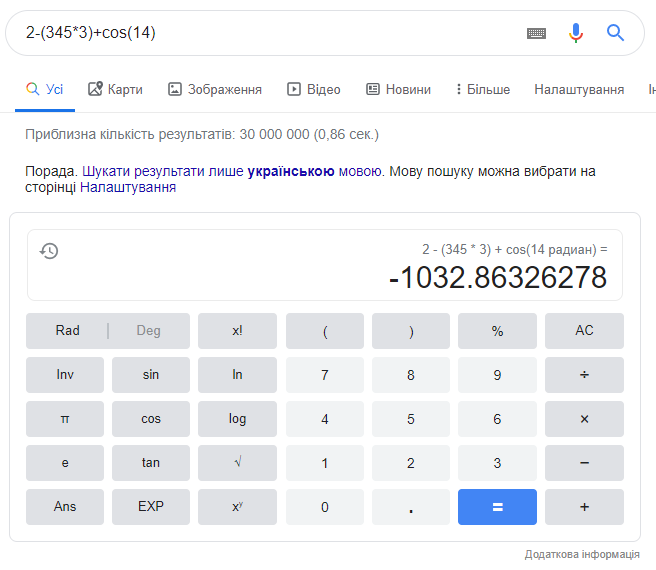 2-(345*3)+cos(14)
Усі Карти Зображення Відео Новини Більше Налаштування Ін
Приблизна кількість результатів: 30 000 000 (0,86 сек.)
Порада. Шукати результати лише українською мовою. Мову пошуку можна вибрати на
сторінці Налаштування
2 - (345 * 3) + cos(14 радиан) =
-1032.86326278
Rad | Deg x! ( ) % AC
Inv sin ln 7 8 9 ÷
π cos log 4 5 6 ×
e tan √ 1 2 3 −
Ans EXP xʸ 0 . = +
Додаткова інформація